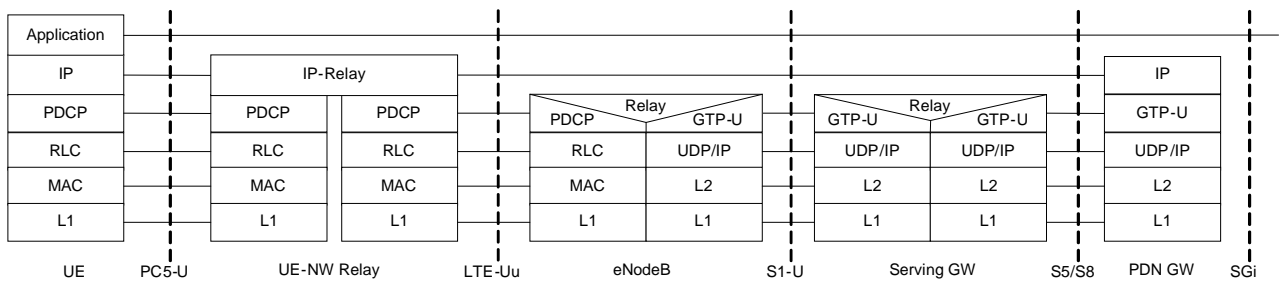 Application
IP IP-Relay IP
PDCP PDCP PDCP Relay PDCP GTP-U Relay GTP-U GTP-U GTP-U
RLC RLC RLC RLC UDP/IP UDP/IP UDP/IP UDP/IP
MAC MAC MAC MAC L2 L2 L2 L2
L1 L1 L1 L1 L1 L1 L1 L1
UE PC5-U UE-NW Relay LTE-Uu eNodeB S1-U Serving GW S5/S8 PDN GW SGi